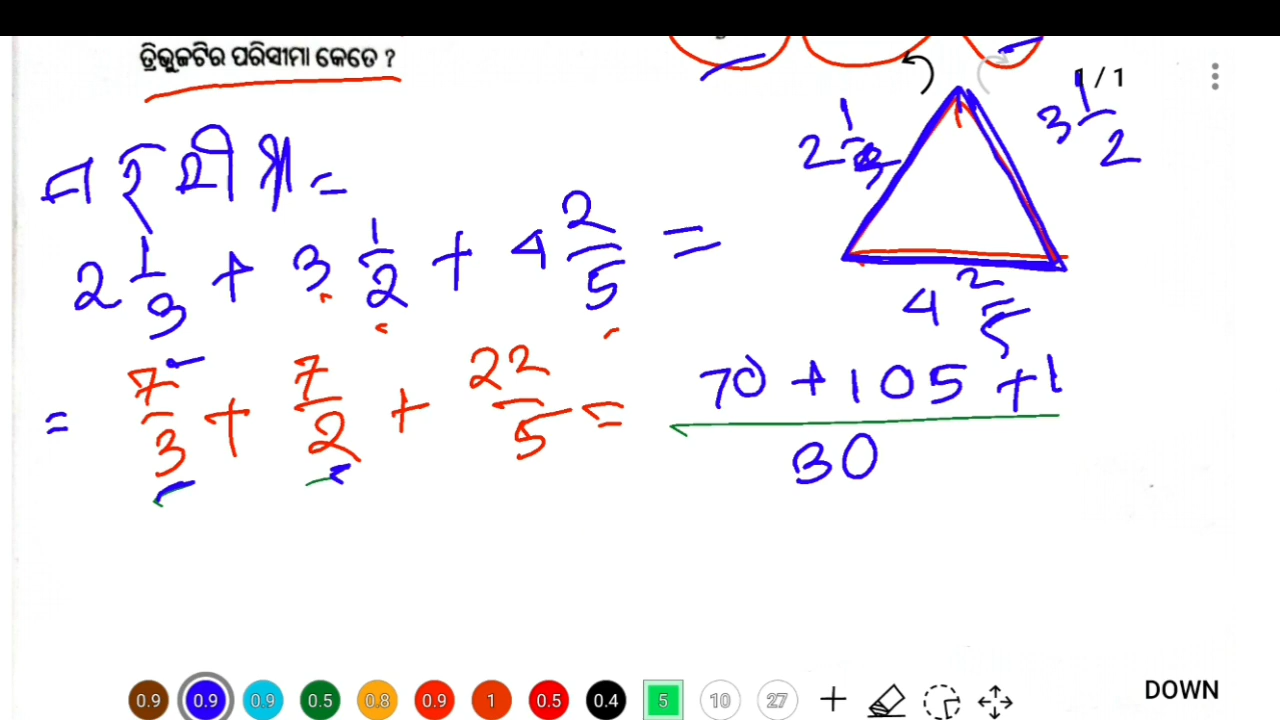 ତ୍ରିଭୁଜଟିର ପରିସୀମା କେତେ ?
1 / 1
2 1/3
3 1/2
4 2/5
2 1/3 + 3 1/2 + 4 2/5 =
= 7/3 + 7/2 + 22/5 = 70 + 105 + 1
30
0.9 0.9 0.9 0.5 0.8 0.9 1 0.5 0.4 5 10 27
DOWN